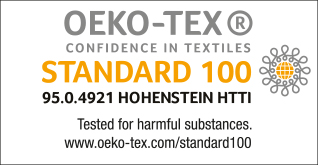 OEKO-TEX®
CONFIDENCE IN TEXTILES
STANDARD 100
95.0.4921 HOHENSTEIN HTTI
Tested for harmful substances.
www.oeko-tex.com/standard100